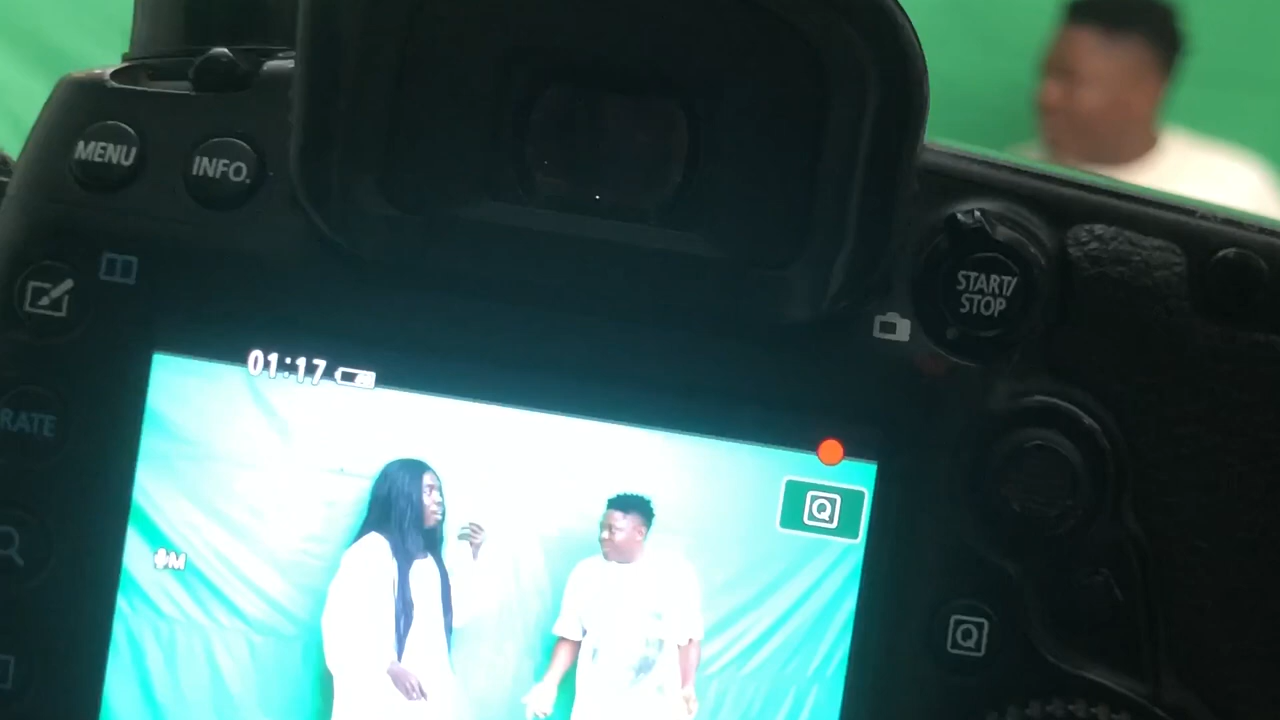 MENU
INFO.
START/
STOP
01:17
RATE
Q
M
Q